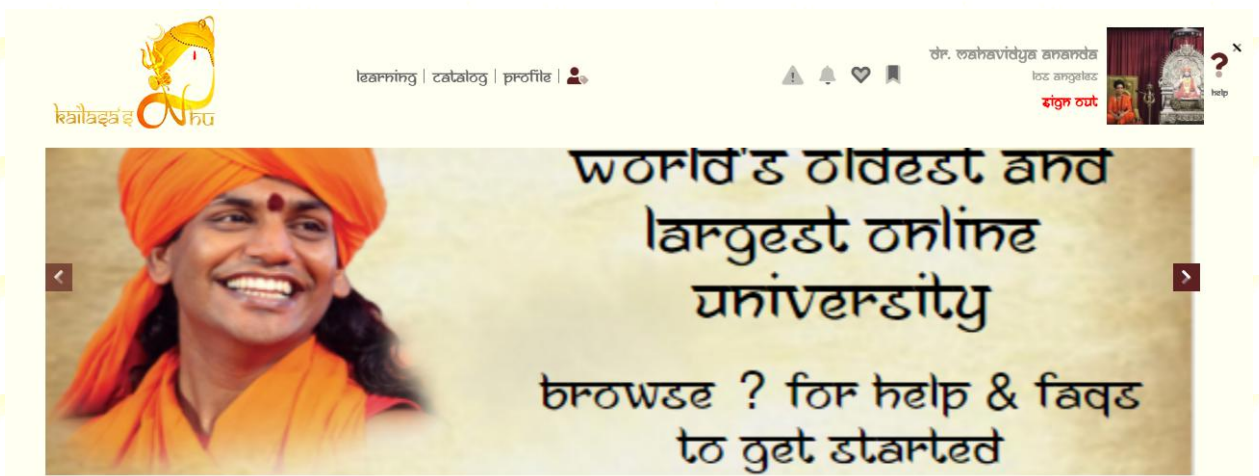 kailasa's Nhu
learning | catalog | profile |
dr. mahavidya ananda
los angeles
sign out
?
help
world's oldest and
largest online
university
browse ? for help & faqs
to get started